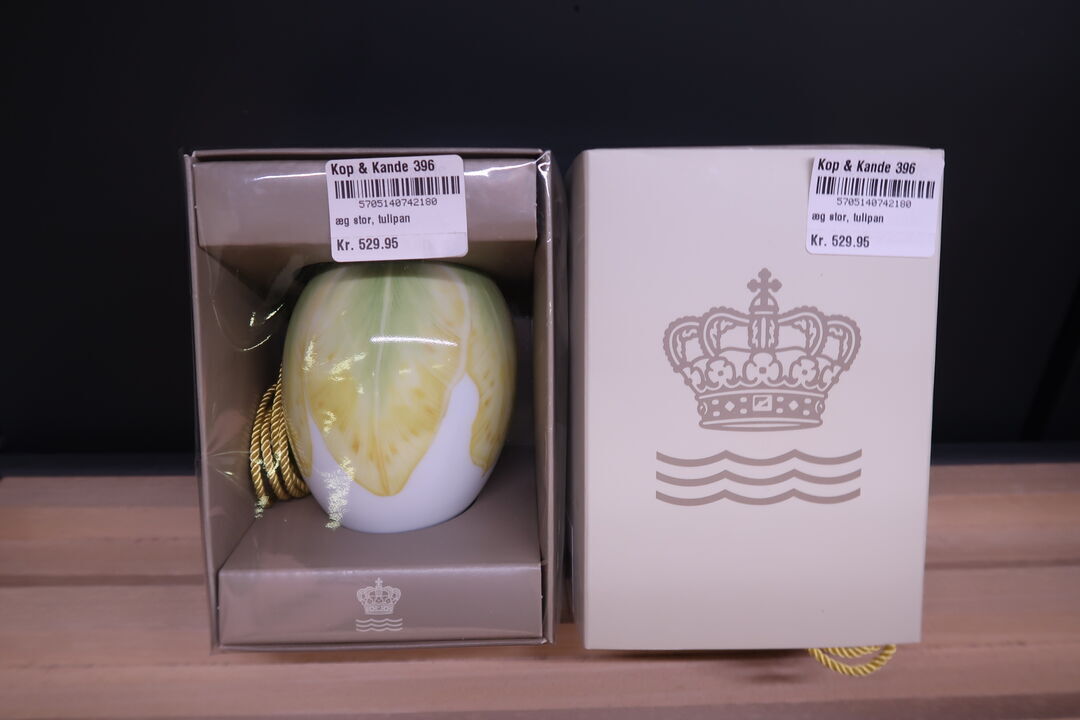 Kop & Kande 396
5705140742180
æg stor, tulipan
Kr. 529.95
Kop & Kande 396
5705140742180
æg stor, tulipan
Kr. 529.95